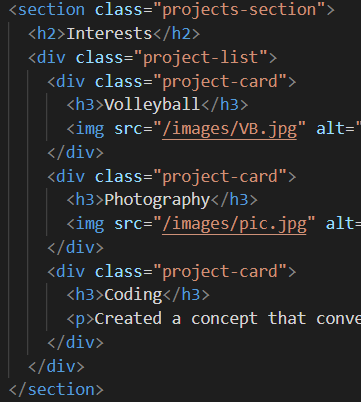 <section class="projects-section">
<h2>Interests</h2>
<div class="project-list">
<div class="project-card">
<h3>Volleyball</h3>
<img src="/images/VB.jpg" alt="
</div>
<div class="project-card">
<h3>Photography</h3>
<img src="/images/pic.jpg" alt=
</div>
<div class="project-card">
<h3>Coding</h3>
<p>Created a concept that conve
</div>
</div>
</section>